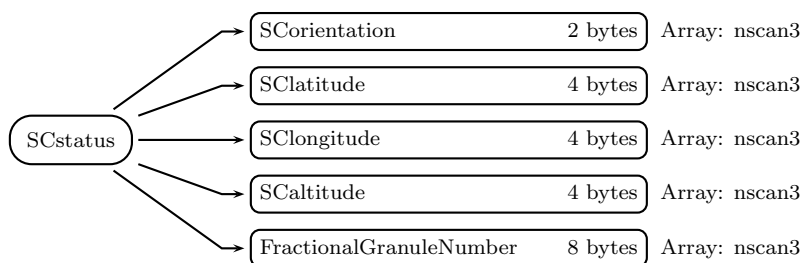 SCorientation 2 bytes Array: nscan3
SClatitude 4 bytes Array: nscan3
SCstatus
SClongitude 4 bytes Array: nscan3
SCaltitude 4 bytes Array: nscan3
FractionalGranuleNumber 8 bytes Array: nscan3